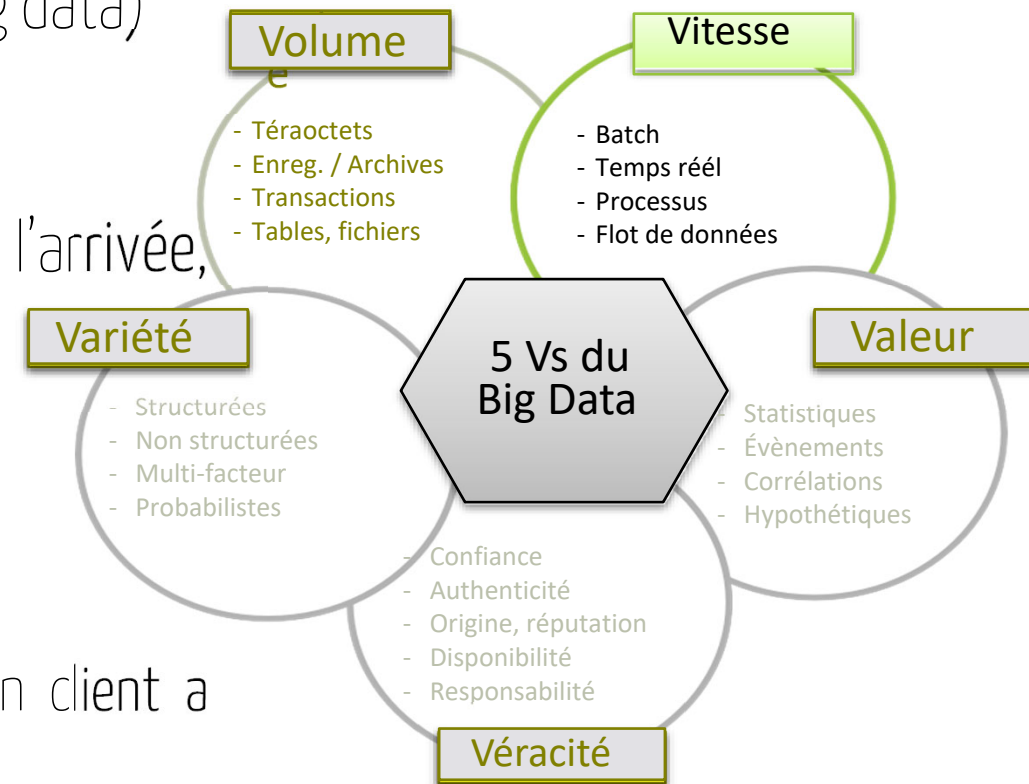 g data)
Volume
e
- Téraoctets
- Enreg. / Archives
- Transactions
- Tables, fichiers
Vitesse
- Batch
- Temps réél
- Processus
- Flot de données
l’arrivée,
Variété
- Structurées
- Non structurées
- Multi-facteur
- Probabilistes
5 Vs du
Big Data
Valeur
- Statistiques
- Évènements
- Corrélations
- Hypothétiques
- Confiance
- Authenticité
- Origine, réputation
- Disponibilité
- Responsabilité
n client a
Véracité